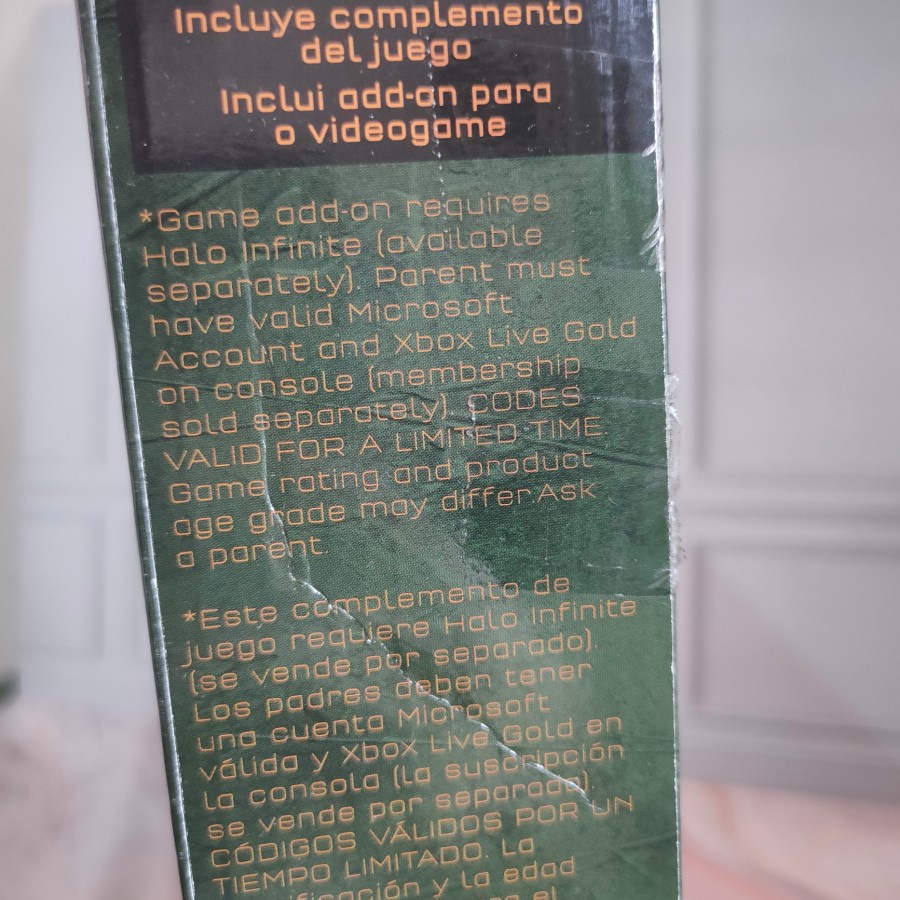 Incluye complemento
del juego
Inclui add-on para
o videogame
*Game add-on requires
Halo Infinite (available
separately). Parent must
have valid Microsoft
Account and Xbox Live Gold
on console (membership
sold separately). CODES
VALID FOR A LIMITED TIME.
Game rating and product
age grade may differ.Ask
a parent.
*Este complemento de
juego requiere Halo Infinite
(se vende por separado).
Los padres deben tener
una cuenta Microsoft
válida y Xbox Live Gold en
la consola (la suscripción
se vende por separado).
CÓDIGOS VÁLIDOS POR UN
TIEMPO LIMITADO. La
y la edad
el